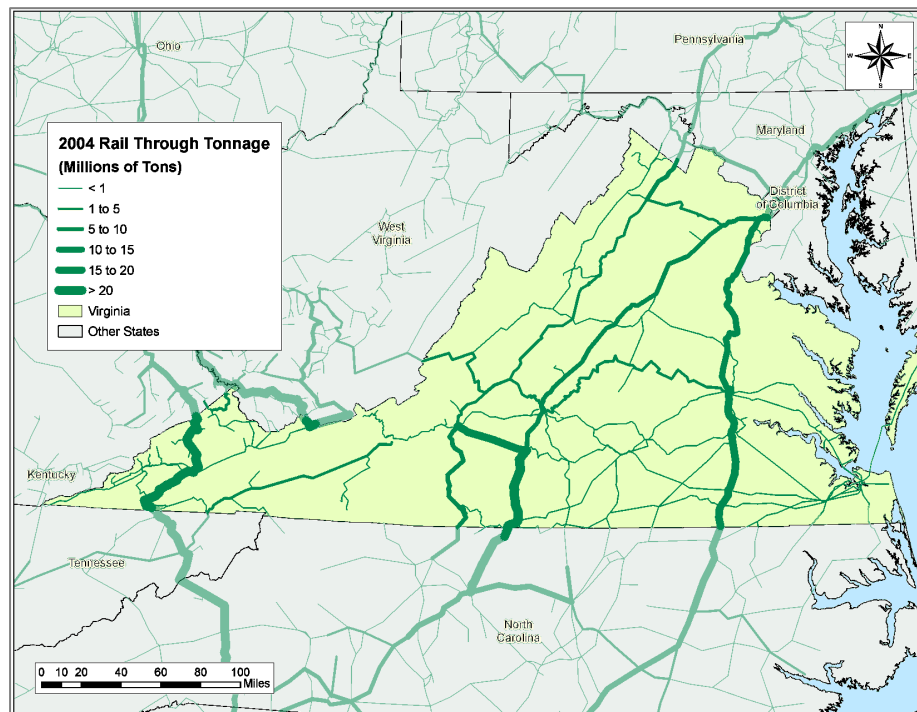 Ohio
Pennsylvania
N
W E
S
2004 Rail Through Tonnage
(Millions of Tons)
< 1
1 to 5
5 to 10
10 to 15
15 to 20
> 20
Virginia
Other States
Maryland
District
of Columbia
West
Virginia
Kentucky
Tennessee
North
Carolina
0 10 20 40 60 80 100
Miles